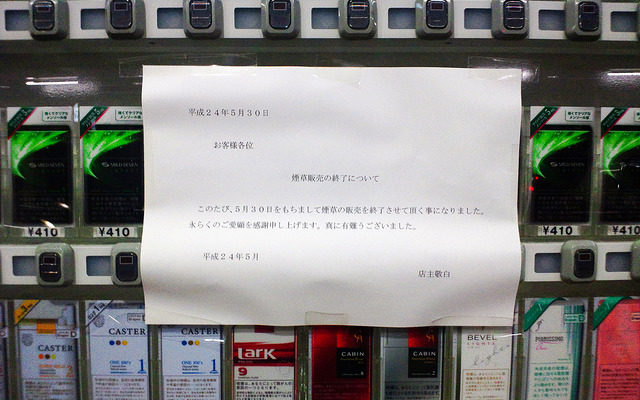 平成２４年５月３０日
お客様各位
煙草販売の終了について
このたび、５月３０日をもちまして煙草の販売を終了させて頂く事になりました。
永らくのご愛顧を感謝申し上げます。真に有難うございました。
平成２４年５月
店主敬白
¥410
¥410
¥410
¥410
CASTER
CASTER
1
CASTER
1
LARK
9
CABIN
CABIN
BEVEL
LIGHTS
PIANISSIMO